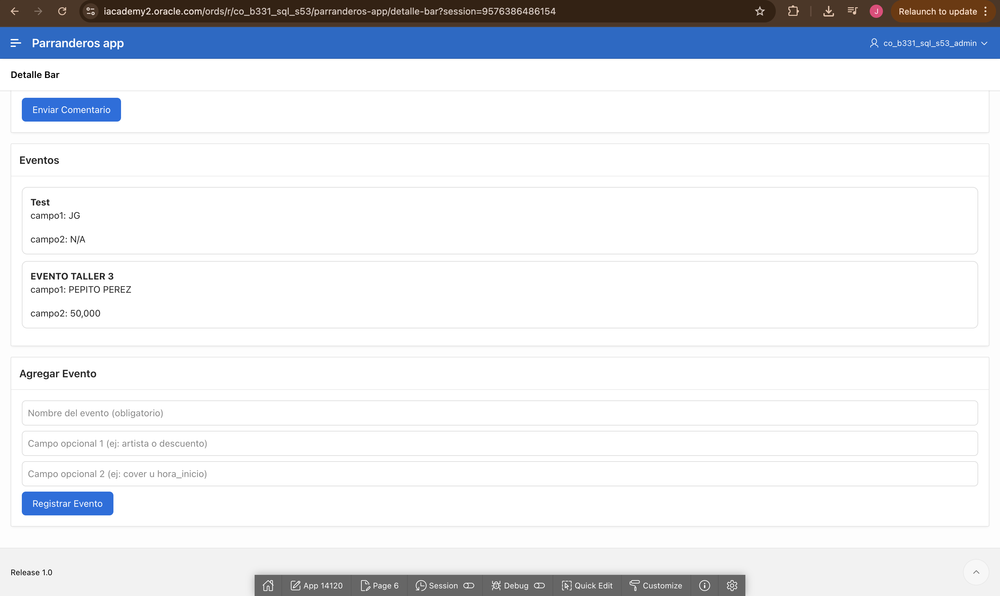 iacademy2.oracle.com/ords/r/co_b331_sql_s53/parranderos-app/detalle-bar?session=9576386486154
J
Relaunch to update
Parranderos app
co_b331_sql_s53_admin
Detalle Bar
Enviar Comentario
Eventos
Test
campo1: JG
campo2: N/A
EVENTO TALLER 3
campo1: PEPITO PEREZ
campo2: 50,000
Agregar Evento
Nombre del evento (obligatorio)
Campo opcional 1 (ej: artista o descuento)
Campo opcional 2 (ej: cover u hora_inicio)
Registrar Evento
Release 1.0
App 14120
Page 6
Session
Debug
Quick Edit
Customize